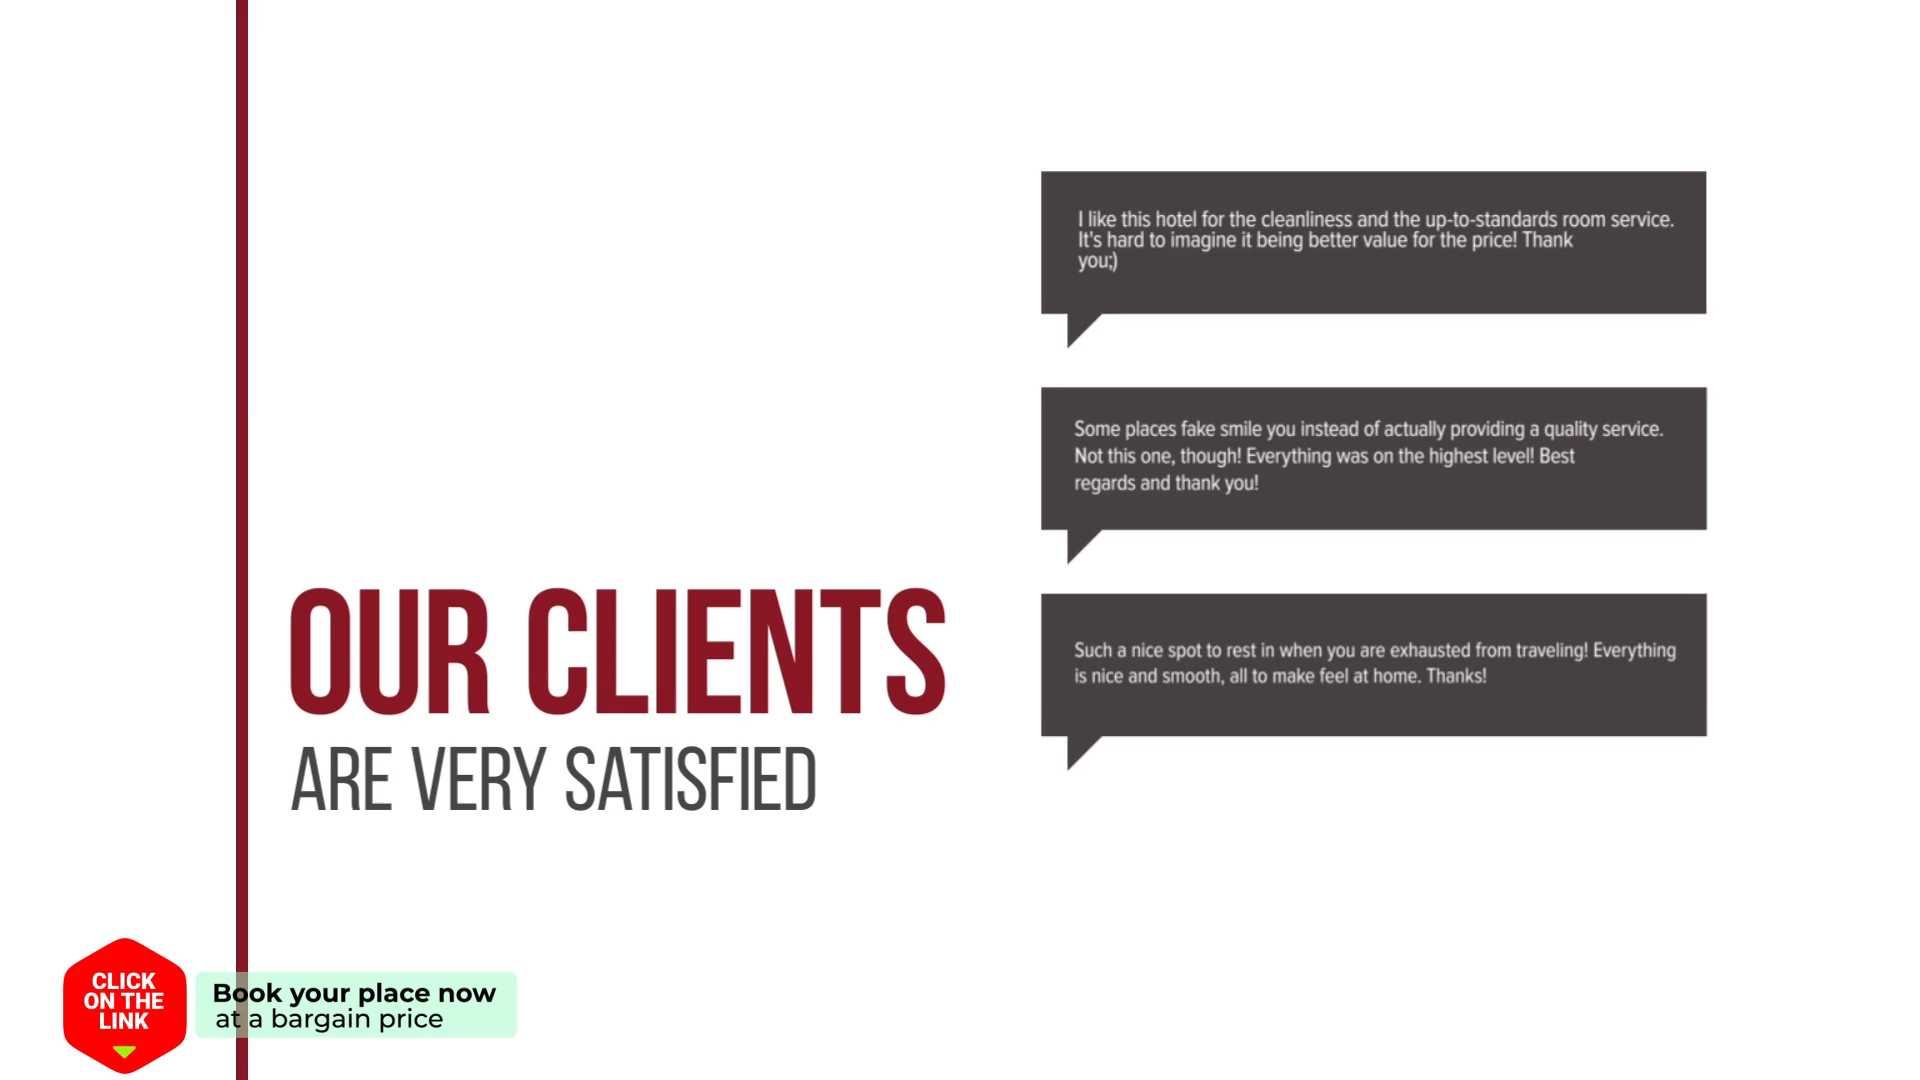 I like this hotel for the cleanliness and the up-to-standards room service.
It's hard to imagine it being better value for the price! Thank
you;)
Some places fake smile you instead of actually providing a quality service.
Not this one, though! Everything was on the highest level! Best
regards and thank you!
OUR CLIENTS
ARE VERY SATISFIED
Such a nice spot to rest in when you are exhausted from traveling! Everything
is nice and smooth, all to make feel at home. Thanks!
CLICK
ON THE
LINK
Book your place now
at a bargain price